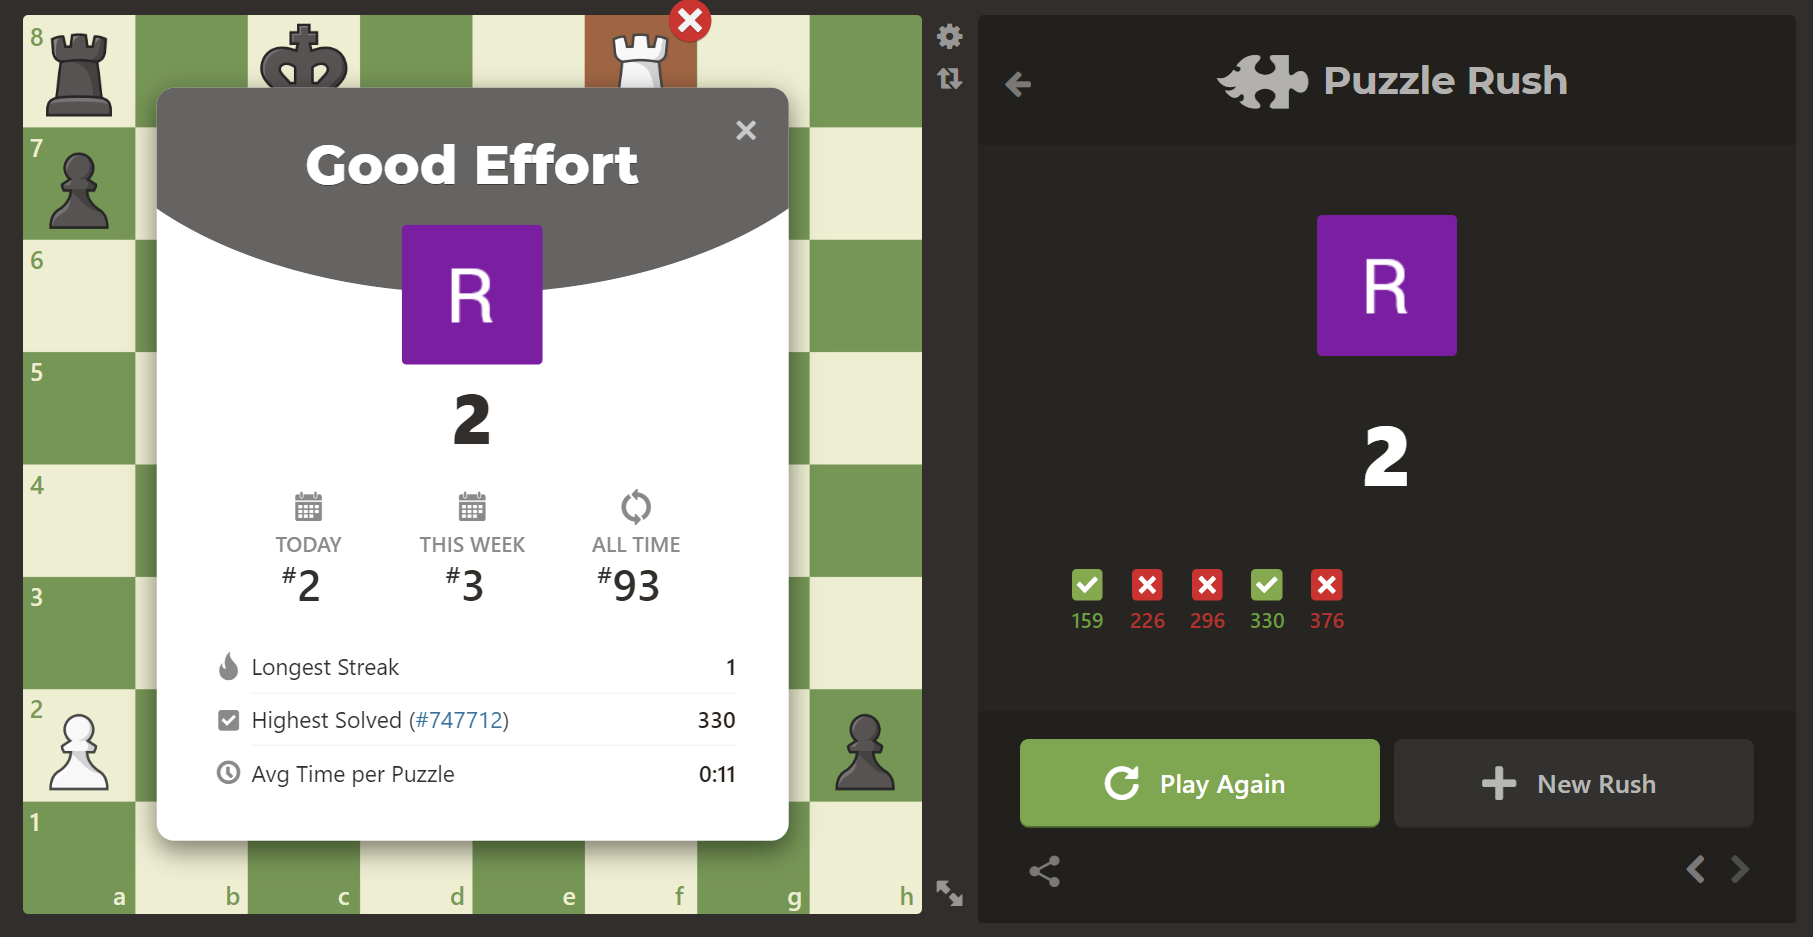 8
7
6
5
4
3
2
1
a b c d e f g h
Good Effort
R
2
TODAY
#2
THIS WEEK
#3
ALL TIME
#93
Longest Streak 1
Highest Solved (#747712) 330
Avg Time per Puzzle 0:11
Puzzle Rush
R
2
159 226 296 330 376
Play Again
New Rush